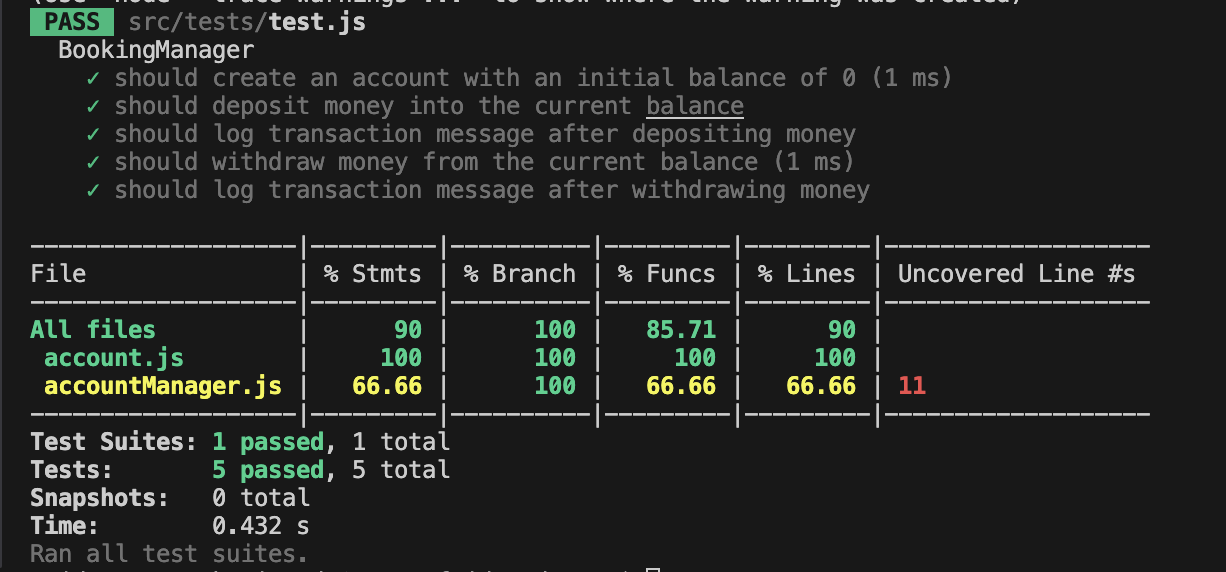 PASS src/tests/test.js
BookingManager
✓ should create an account with an initial balance of 0 (1 ms)
✓ should deposit money into the current balance
✓ should log transaction message after depositing money
✓ should withdraw money from the current balance (1 ms)
✓ should log transaction message after withdrawing money
File | % Stmts | % Branch | % Funcs | % Lines | Uncovered Line #s
All files | 90 | 100 | 85.71 | 90 |
account.js | 100 | 100 | 100 | 100 |
accountManager.js | 66.66 | 100 | 66.66 | 66.66 | 11
Test Suites: 1 passed, 1 total
Tests: 5 passed, 5 total
Snapshots: 0 total
Time: 0.432 s
Ran all test suites.